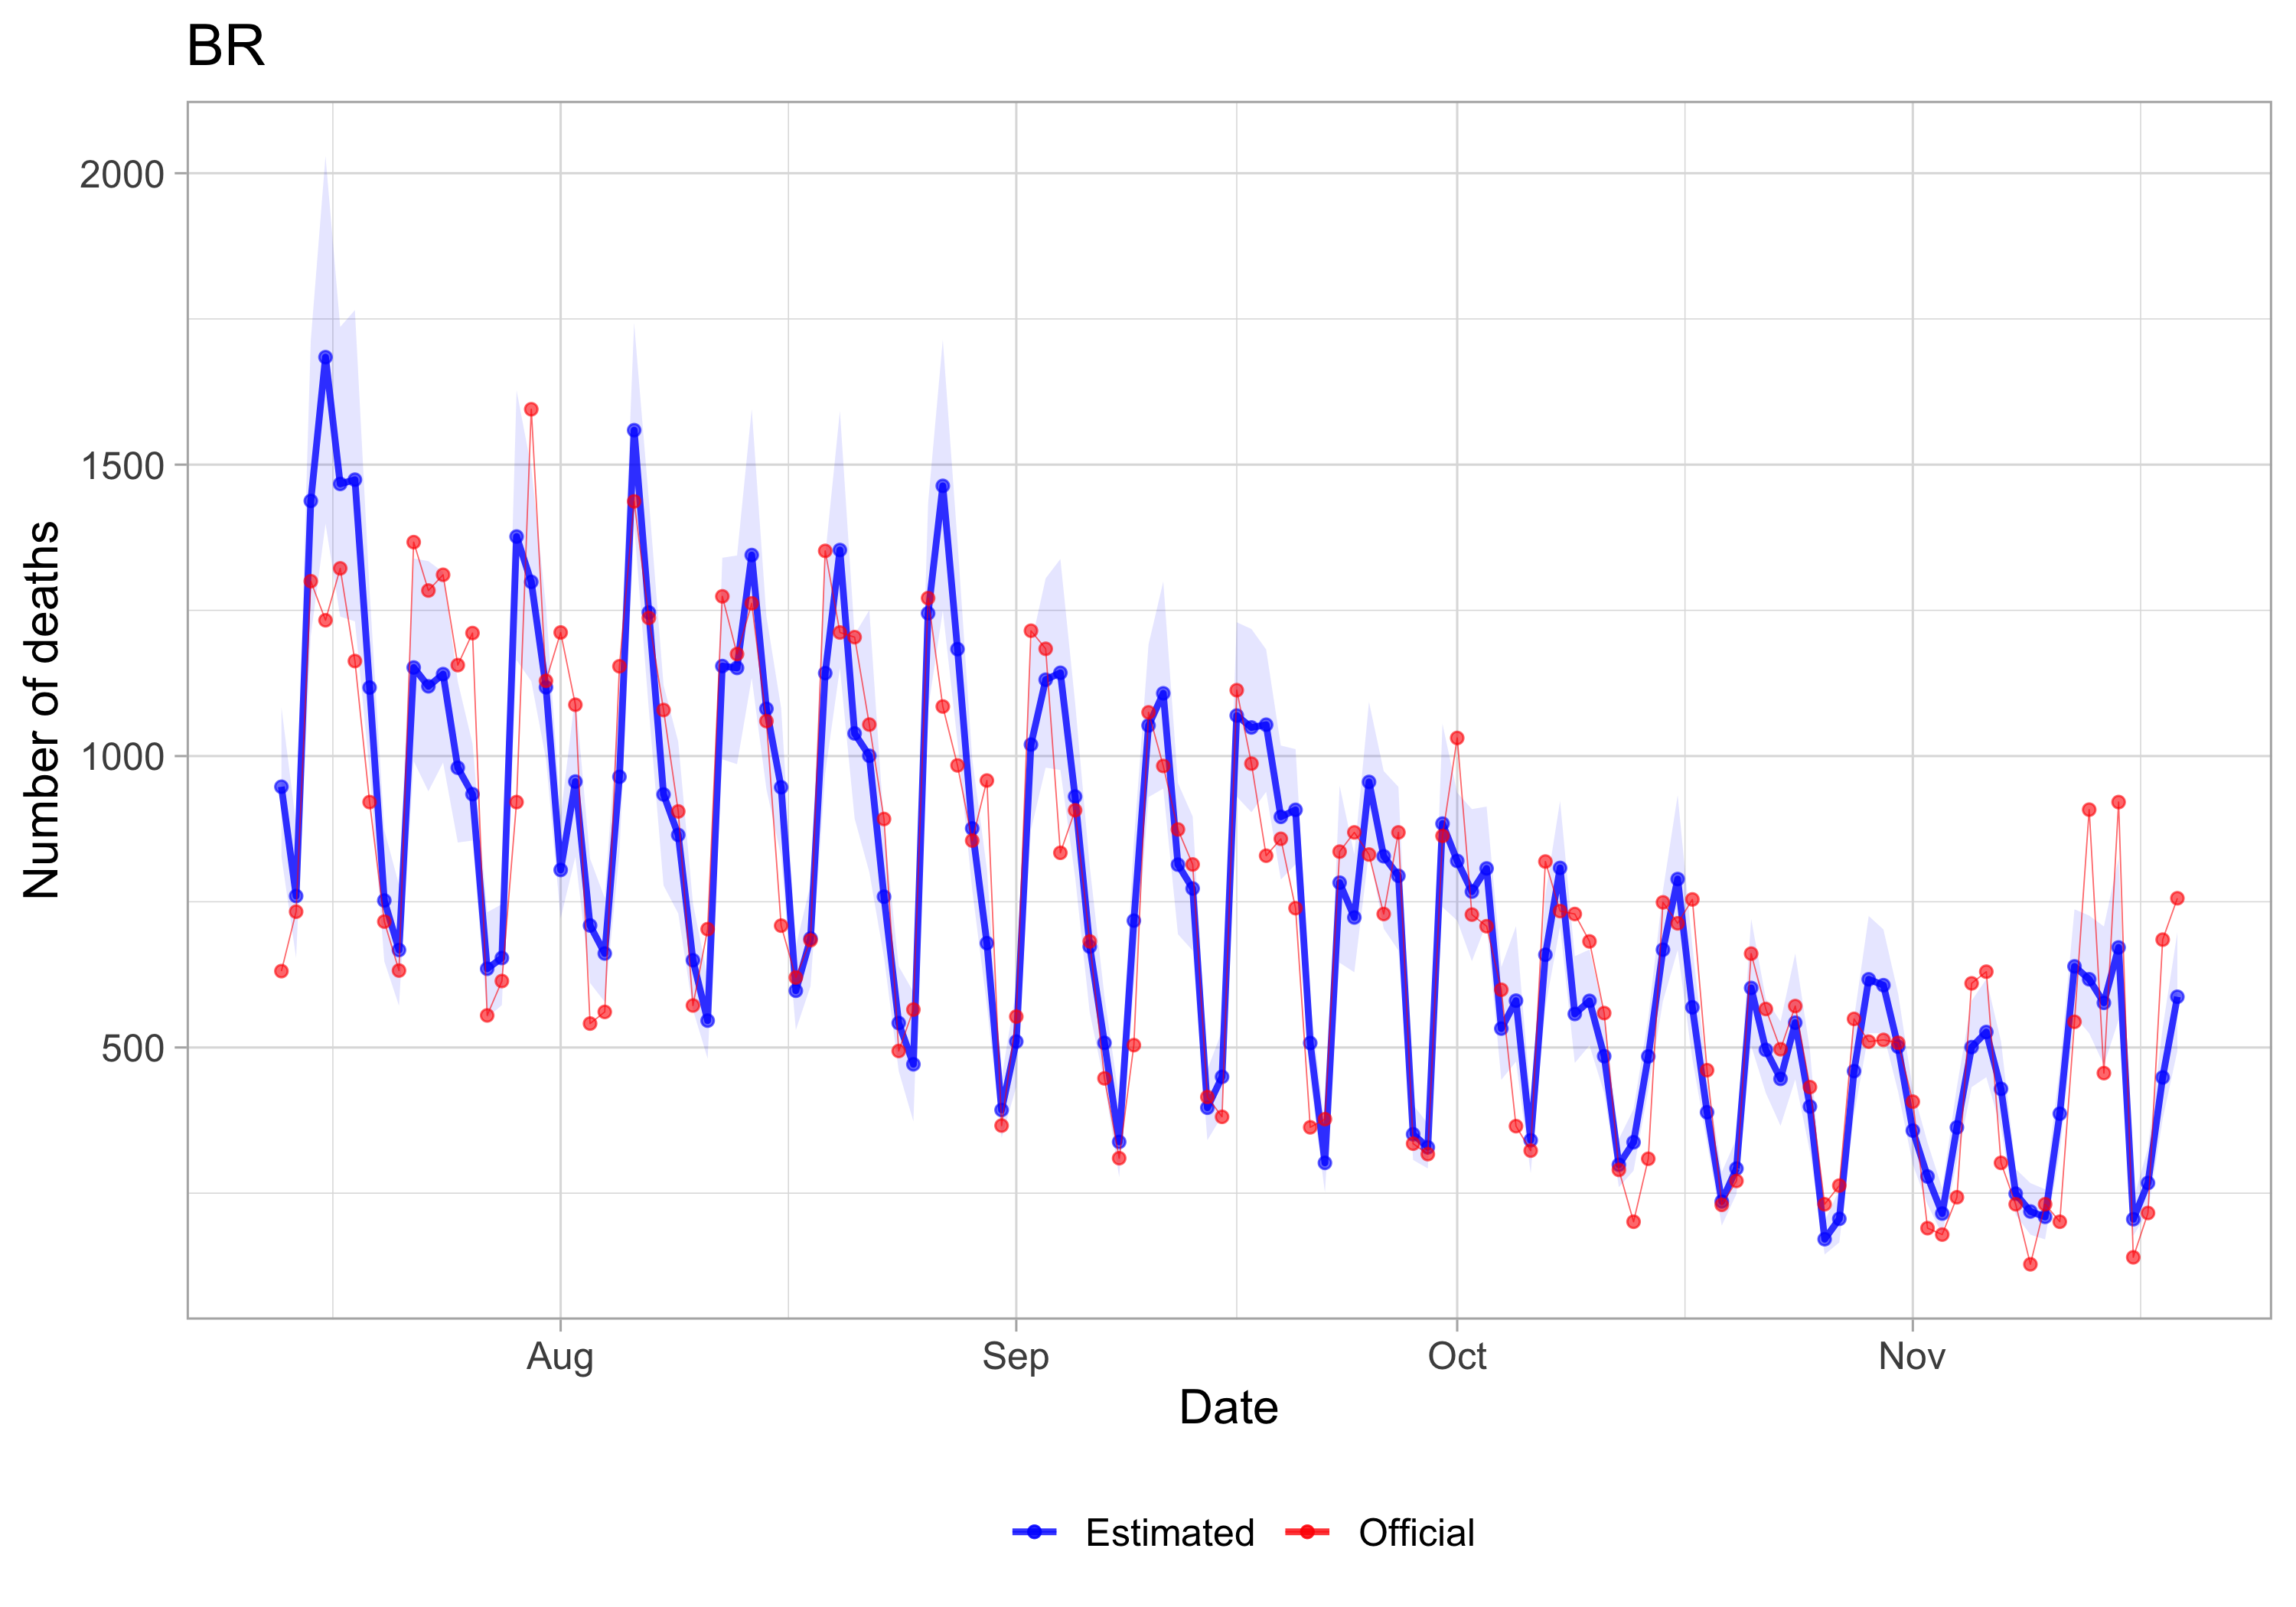 BR
2000
1500
1000
500
Number of deaths
Aug Sep Oct Nov
Date
Estimated Official